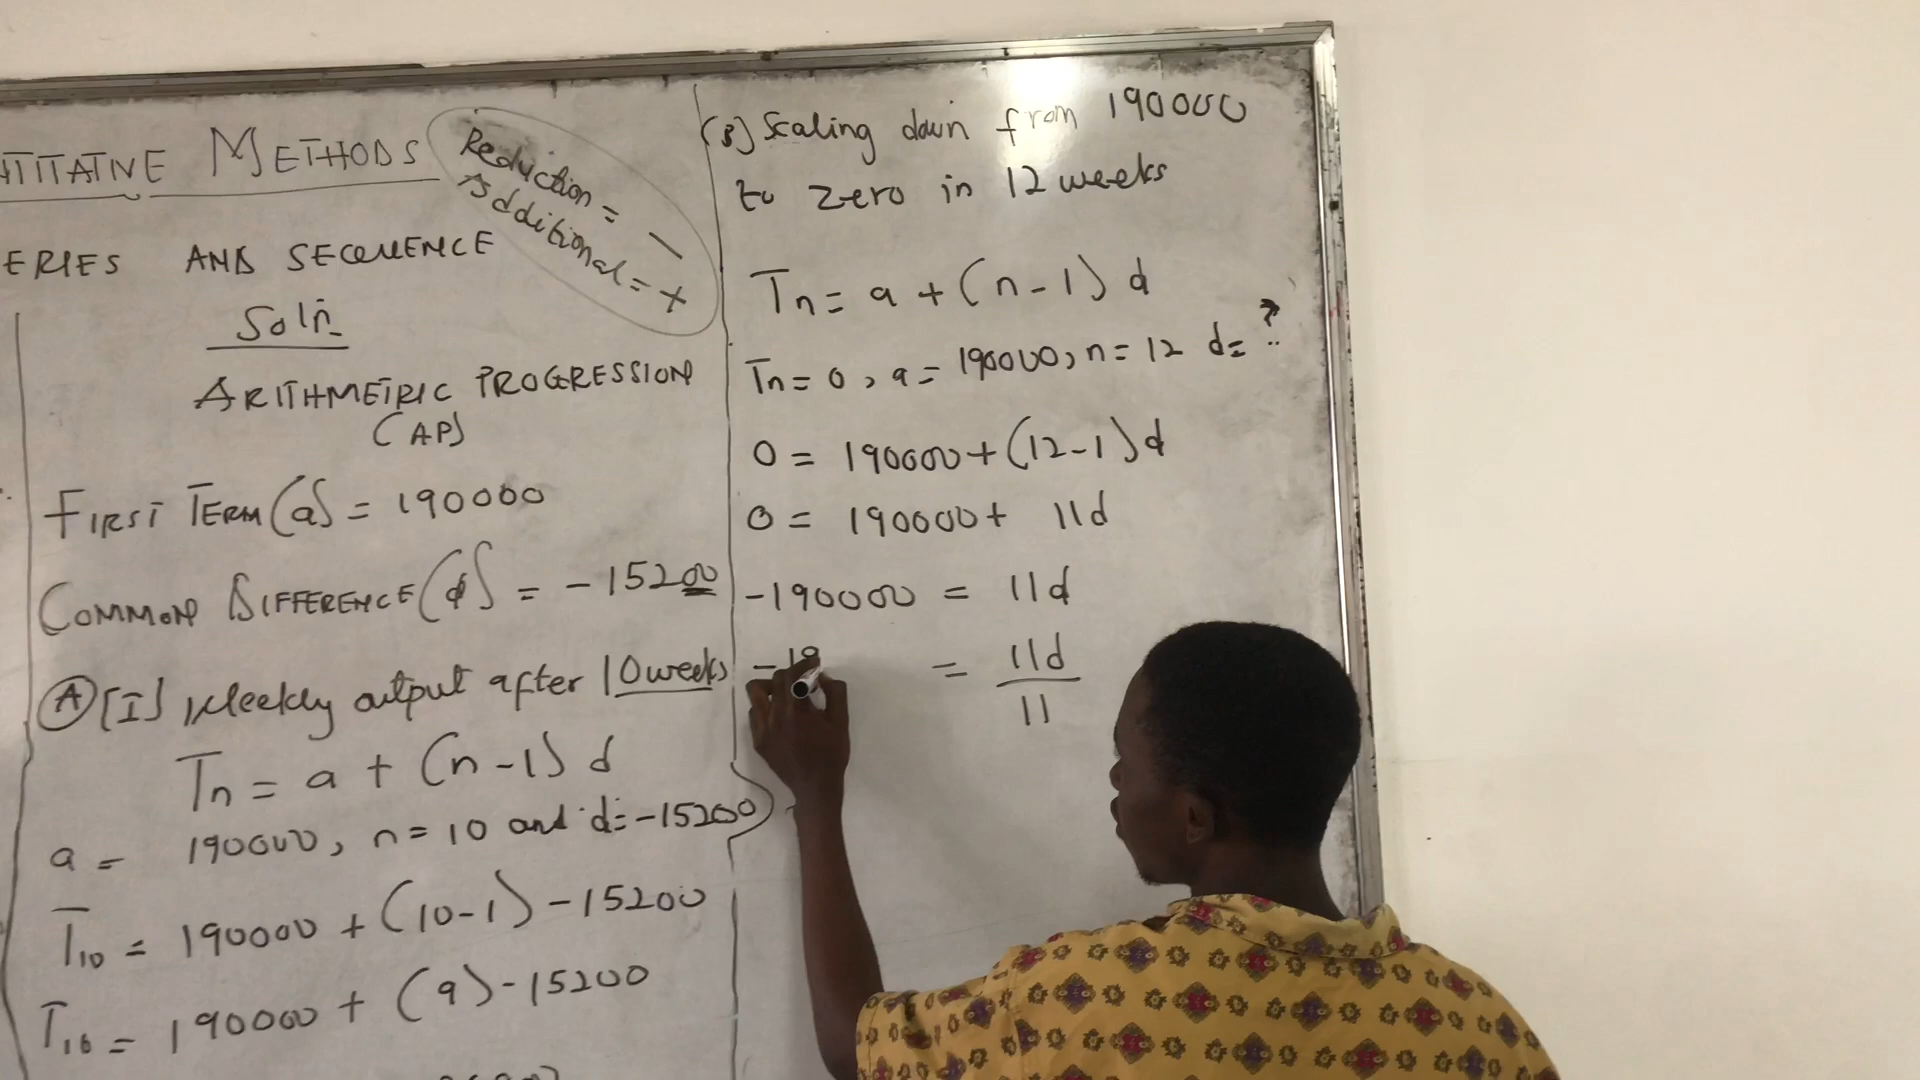 TITATIVE METHODS
ERIES AND SEQUENCE
Reduction = -
Additional = +
Soln
ARITHMETRIC PROGRESSION
(AP)
FIRST TERM (a) = 190000
COMMON DIFFERENCE (d) = -15200
(A) [I] Weekly output after 10 weeks
Tn = a + (n-1) d
a = 190000, n = 10 and d = -15200
T10 = 190000 + (10-1) -15200
T10 = 190000 + (9) -15200
(B) Scaling down from 190000
to zero in 12 weeks
Tn = a + (n-1) d
Tn = 0, a = 190000, n = 12 d = ?
0 = 190000 + (12-1) d
0 = 190000 + 11d
-190000 = 11d
-19 = 11d
11